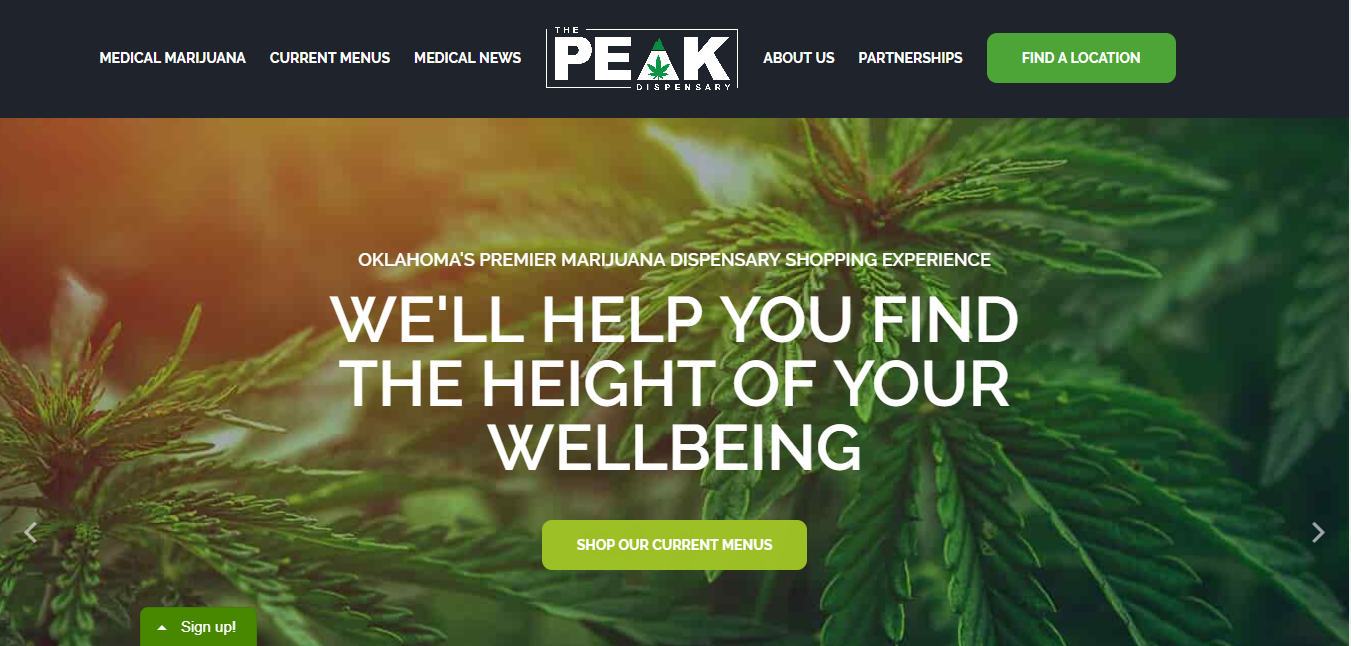 MEDICAL MARIJUANA
CURRENT MENUS
MEDICAL NEWS
THE
PEAK
DISPENSARY
ABOUT US
PARTNERSHIPS
FIND A LOCATION
OKLAHOMA'S PREMIER MARIJUANA DISPENSARY SHOPPING EXPERIENCE
WE'LL HELP YOU FIND
THE HEIGHT OF YOUR
WELLBEING
SHOP OUR CURRENT MENUS
Sign up!